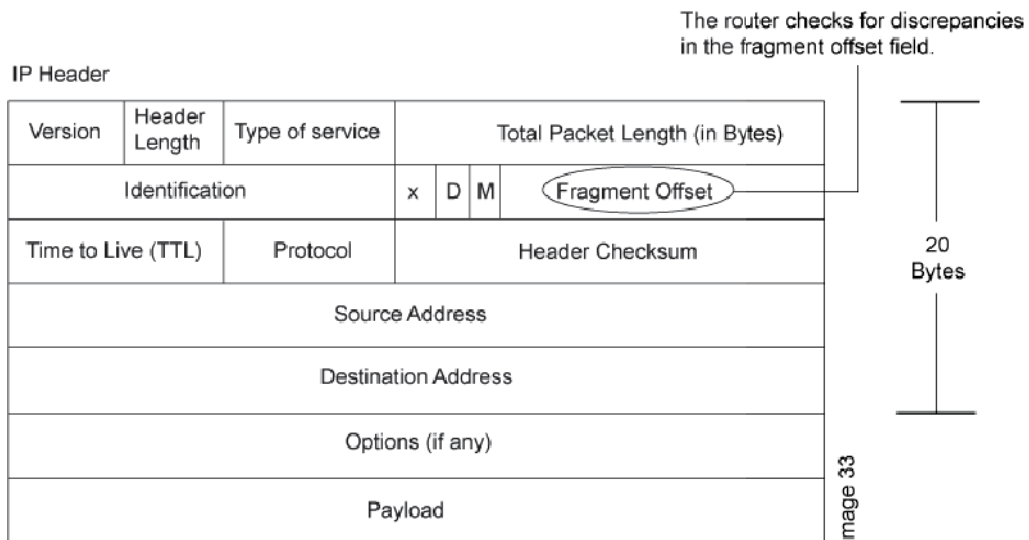 The router checks for discrepancies
in the fragment offset field.
IP Header
Version
Header
Length
Type of service
Total Packet Length (in Bytes)
Identification
x
D
M
Fragment Offset
Time to Live (TTL)
Protocol
Header Checksum
20
Bytes
Source Address
Destination Address
Options (if any)
Payload
mage 33